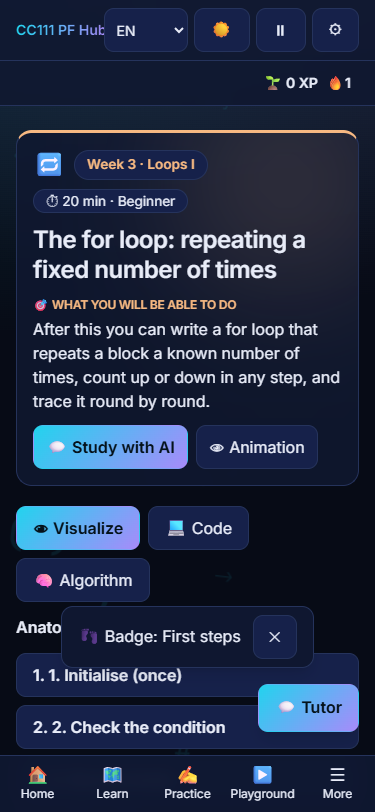 CC111 PF Hub EN
0 XP 1
Week 3 · Loops I
20 min · Beginner
The for loop: repeating a
fixed number of times
WHAT YOU WILL BE ABLE TO DO
After this you can write a for loop that
repeats a block a known number of
times, count up or down in any step, and
trace it round by round.
Study with AI Animation
Visualize Code
Algorithm
Badge: First steps ×
1. 1. Initialise (once)
Tutor
2. 2. Check the condition
Home Learn Practice Playground More